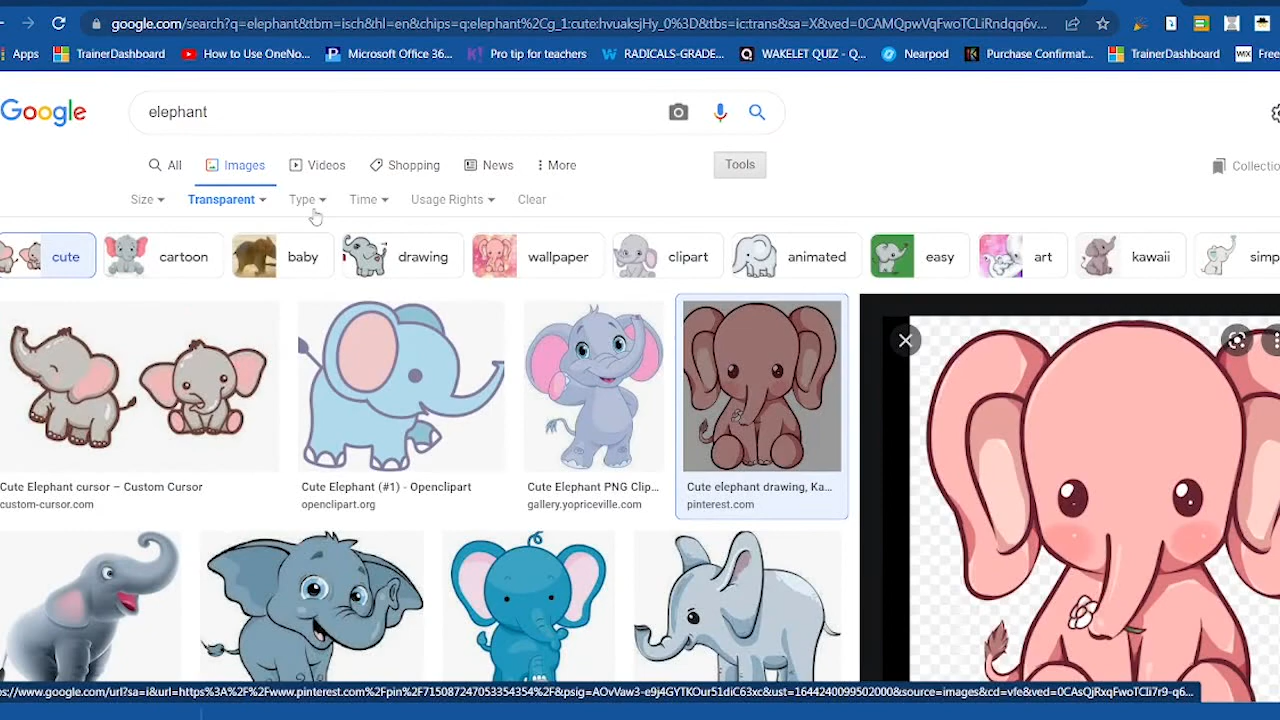 google.com/search?q=elephant&tbm=isch&hl=en&chips=q:elephant%2Cg_1:cute:hvuaksjHy_0%3D&tbs=ic:trans&sa=X&ved=0CAMQpwVqFwoTCLiRndqq6v...
Apps TrainerDashboard How to Use OneNo... Microsoft Office 36... Pro tip for teachers RADICALS-GRADE... WAKELET QUIZ - Q... Nearpod Purchase Confirmat... TrainerDashboard WIX Free
Google elephant
All Images Videos Shopping News More Tools Collectio
Size Transparent Type Time Usage Rights Clear
cute cartoon baby drawing wallpaper clipart animated easy art kawaii simp
Cute Elephant cursor – Custom Cursor Cute Elephant (#1) - Openclipart Cute Elephant PNG Clip... Cute elephant drawing, Ka...
custom-cursor.com openclipart.org gallery.yopriceville.com pinterest.com
ps://www.google.com/url?sa=i&url=https%3A%2F%2Fwww.pinterest.com%2Fpin%2F715087247053354354%2F&psig=AOvVaw3-e9j4GYTKOur51diC63xc&ust=1644240099502000&source=images&cd=vfe&ved=0CAsQjRxqFwoTCIi7r9-q6...